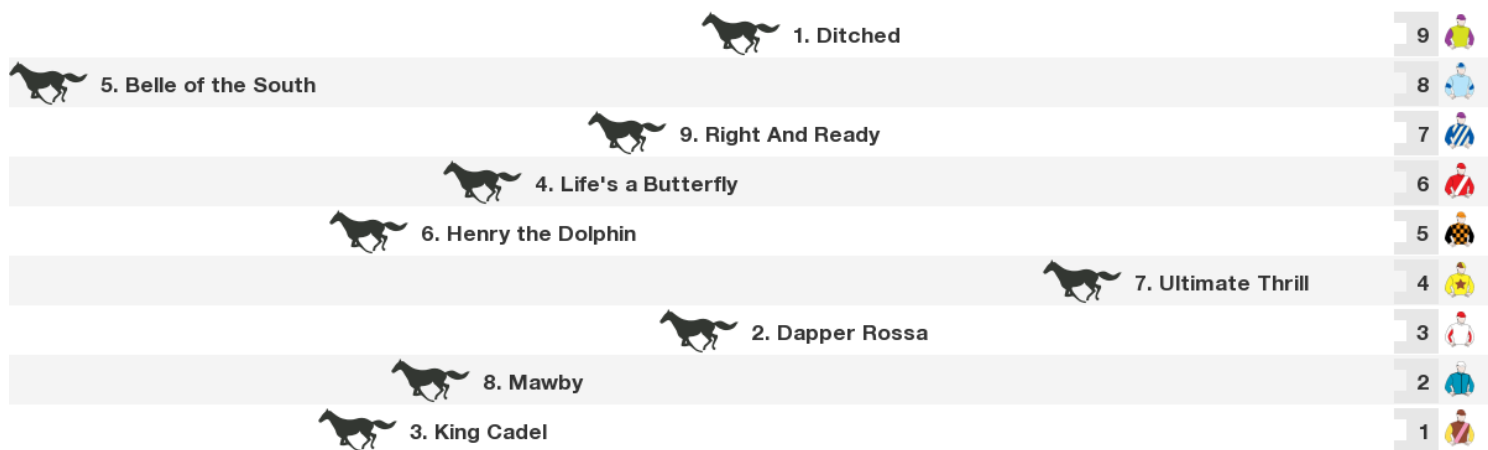 1. Ditched 9
5. Belle of the South 8
9. Right And Ready 7
4. Life's a Butterfly 6
6. Henry the Dolphin 5
7. Ultimate Thrill 4
2. Dapper Rossa 3
8. Mawby 2
3. King Cadel 1